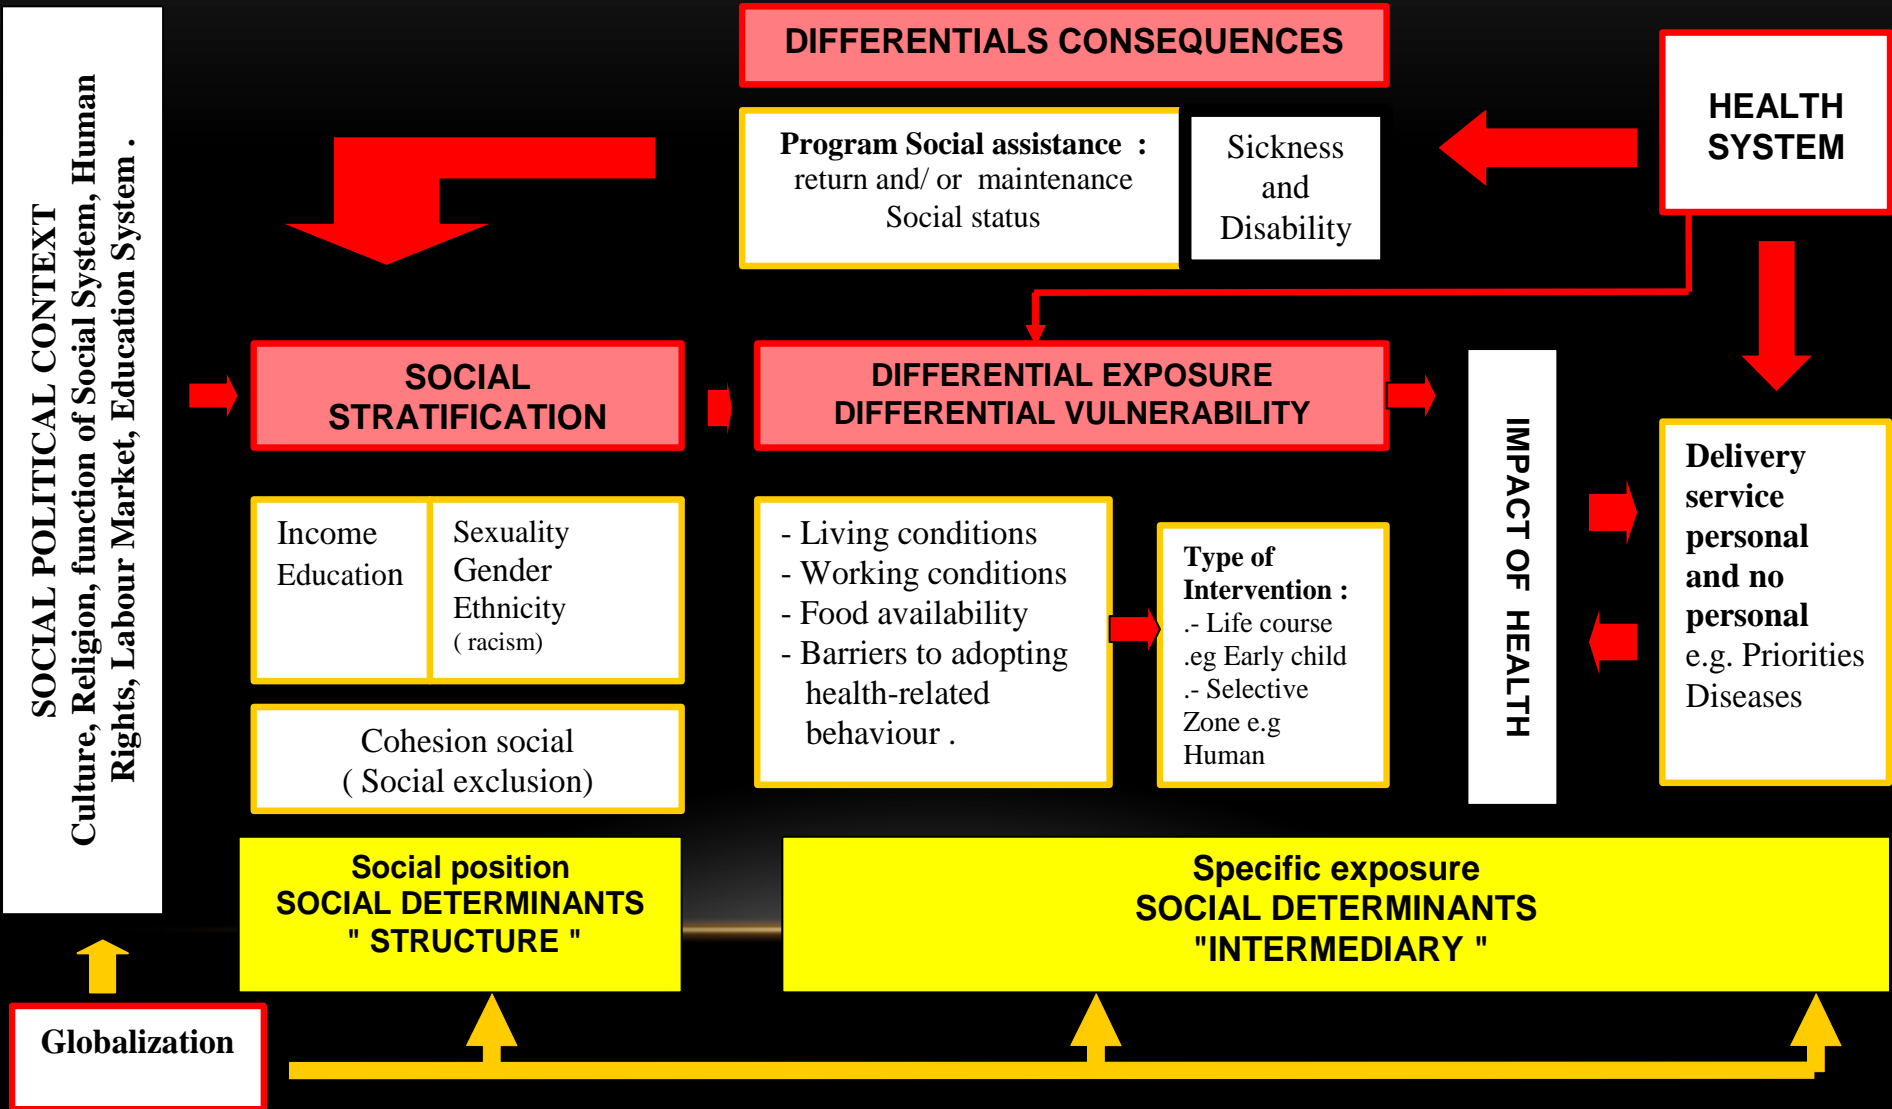 SOCIAL POLITICAL CONTEXT
Culture, Religion, function of Social System, Human
Rights, Labour Market, Education System .
DIFFERENTIALS CONSEQUENCES
Program Social assistance :
return and/ or maintenance
Social status
Sickness
and
Disability
HEALTH
SYSTEM
SOCIAL
STRATIFICATION
DIFFERENTIAL EXPOSURE
DIFFERENTIAL VULNERABILITY
Income
Education
Sexuality
Gender
Ethnicity
( racism)
Cohesion social
( Social exclusion)
- Living conditions
- Working conditions
- Food availability
- Barriers to adopting
health-related
behaviour .
Type of
Intervention :
.- Life course
.eg Early child
.- Selective
Zone e.g
Human
IMPACT OF HEALTH
Delivery
service
personal
and no
personal
e.g. Priorities
Diseases
Social position
SOCIAL DETERMINANTS
" STRUCTURE "
Specific exposure
SOCIAL DETERMINANTS
"INTERMEDIARY "
Globalization